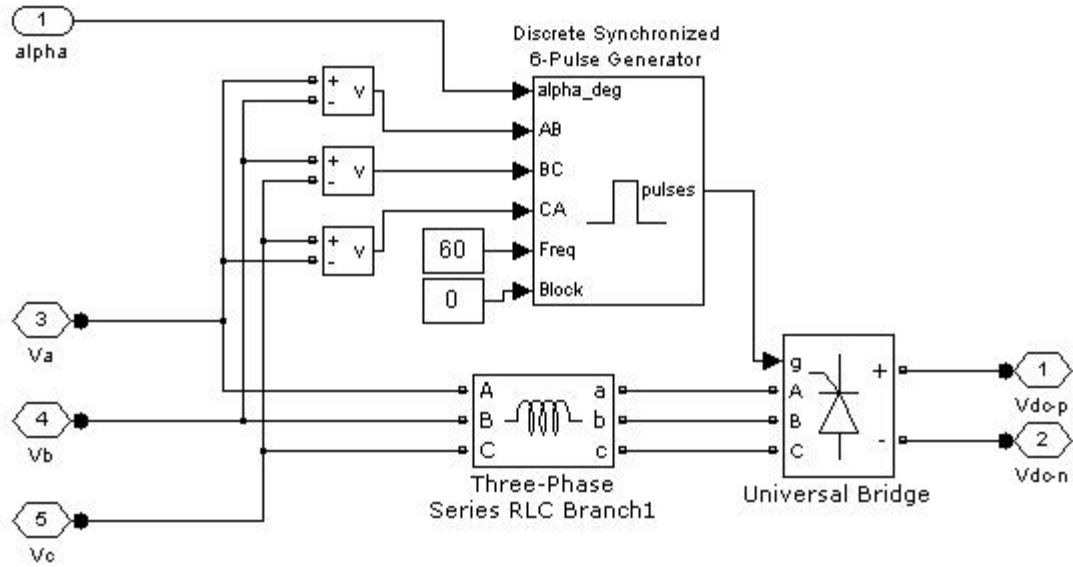 1
alpha
Discrete Synchronized
6-Pulse Generator
alpha_deg
+
-
v
AB
+
-
v
BC
pulses
+
-
v
CA
60
Freq
0
Block
3
Va
4
Vb
5
Vc
A
B
C
a
b
c
Three-Phase
Series RLC Branch1
g
A
B
C
+
-
Universal Bridge
1
Vdc-p
2
Vdc-n